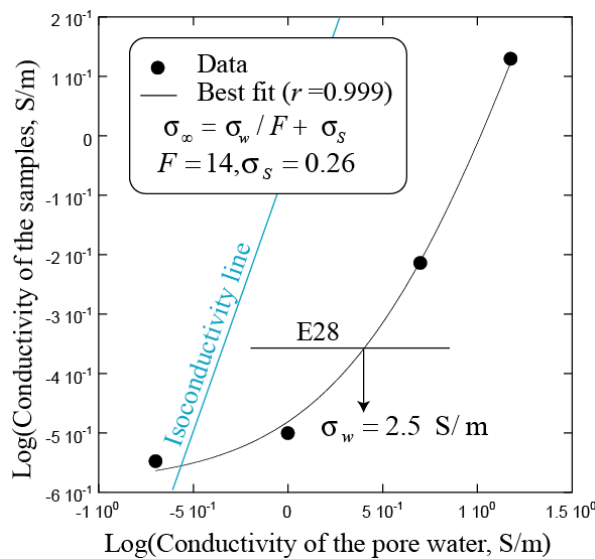 2 10⁻¹
1 10⁻¹
0
-1 10⁻¹
-2 10⁻¹
-3 10⁻¹
-4 10⁻¹
-5 10⁻¹
-6 10⁻¹
Log(Conductivity of the samples, S/m)
Data
Best fit (r =0.999)
σ∞ = σw / F + σS
F = 14,σS = 0.26
Isoconductivity line
E28
σw = 2.5 S/ m
-1 10⁰
-5 10⁻¹
0
5 10⁻¹
1 10⁰
1.5 10⁰
Log(Conductivity of the pore water, S/m)